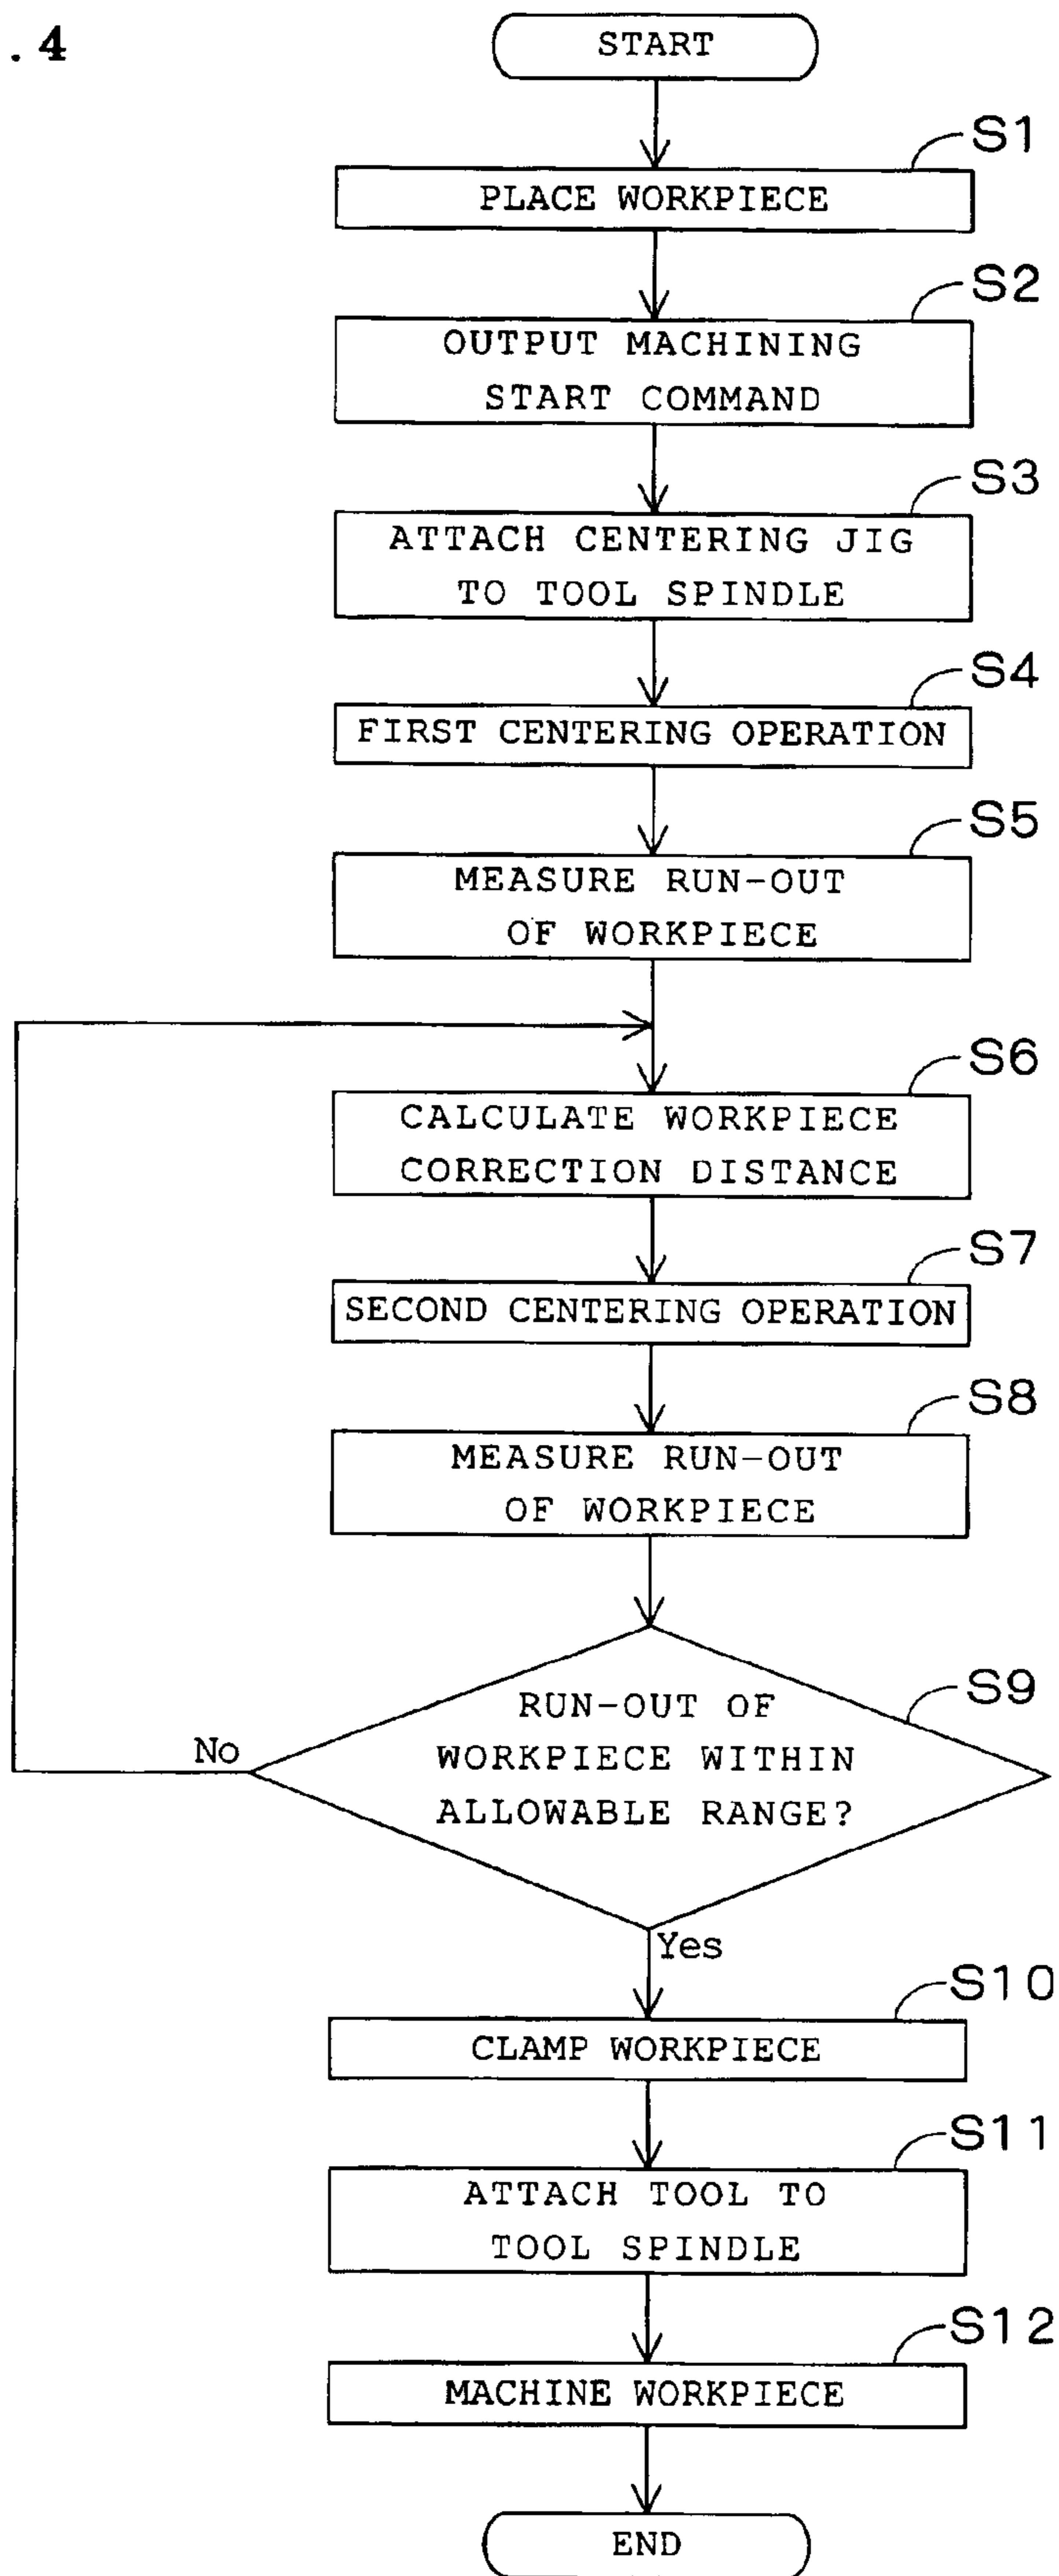 . 4
START
S1
PLACE WORKPIECE
S2
OUTPUT MACHINING
START COMMAND
S3
ATTACH CENTERING JIG
TO TOOL SPINDLE
S4
FIRST CENTERING OPERATION
S5
MEASURE RUN-OUT
OF WORKPIECE
S6
CALCULATE WORKPIECE
CORRECTION DISTANCE
S7
SECOND CENTERING OPERATION
S8
MEASURE RUN-OUT
OF WORKPIECE
S9
RUN-OUT OF
WORKPIECE WITHIN
ALLOWABLE RANGE?
No
Yes
S10
CLAMP WORKPIECE
S11
ATTACH TOOL TO
TOOL SPINDLE
S12
MACHINE WORKPIECE
END